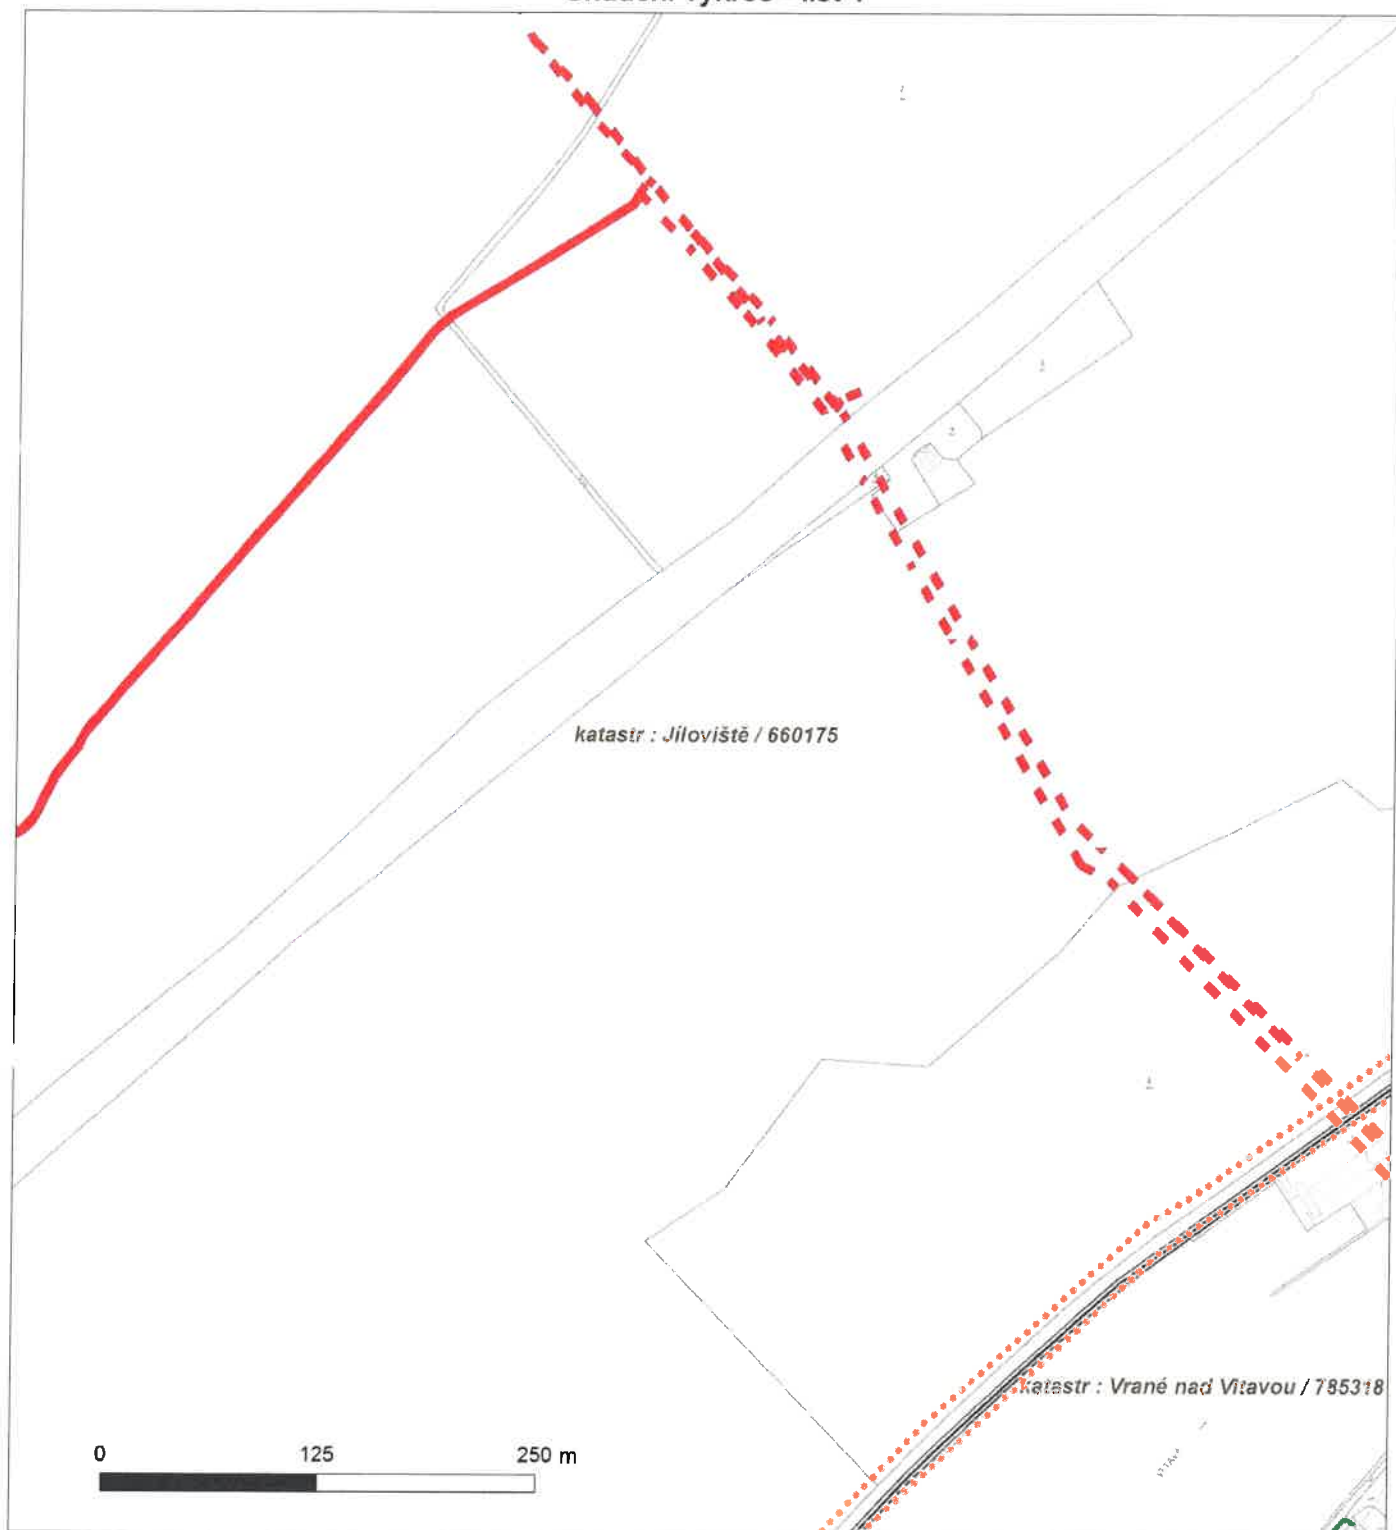 katastr : Jíloviště / 660175
katastr : Vrané nad Vltavou / 785318
0 125 250 m